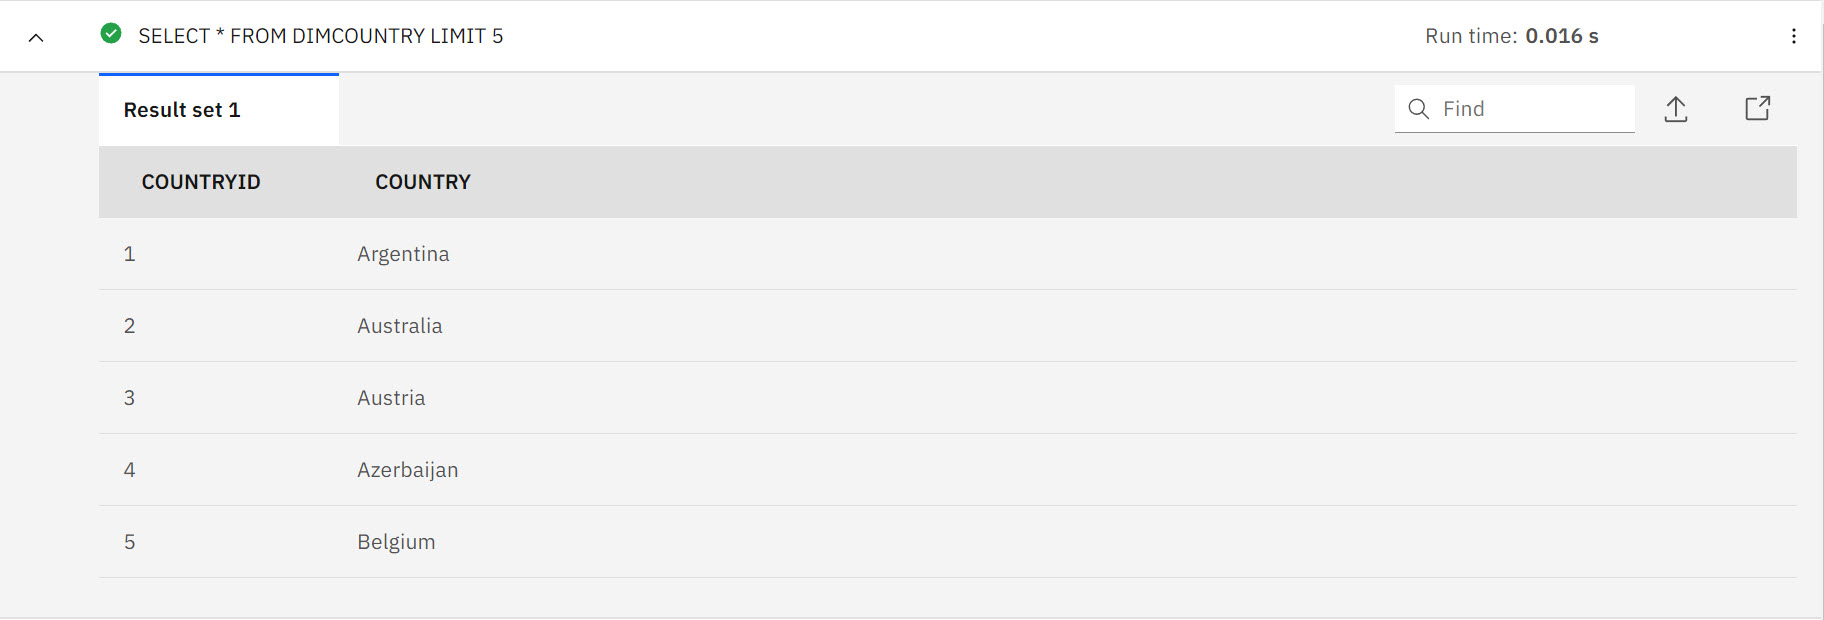 SELECT * FROM DIMCOUNTRY LIMIT 5 Run time: 0.016 s
Result set 1 Find
COUNTRYID COUNTRY
1 Argentina
2 Australia
3 Austria
4 Azerbaijan
5 Belgium